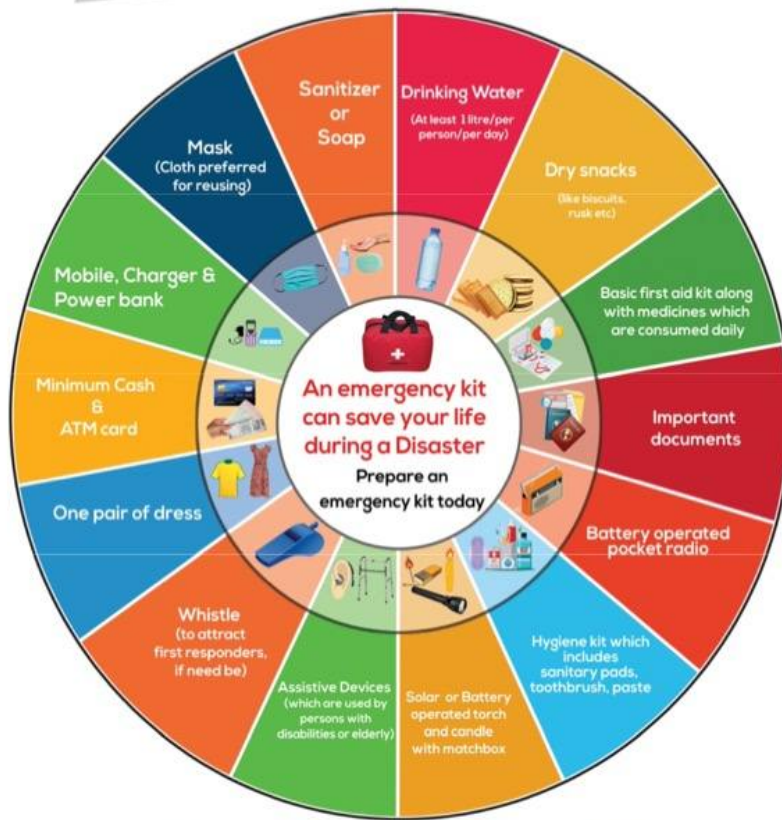 An emergency kit
can save your life
during a Disaster
Prepare an
emergency kit today
Drinking Water
(At least 1 litre/per
person/per day)
Dry snacks
(like biscuits,
rusk etc)
Basic first aid kit along
with medicines which
are consumed daily
Important
documents
Battery operated
pocket radio
Hygiene kit which
includes
sanitary pads,
toothbrush, paste
Solar or Battery
operated torch
and candle
with matchbox
Assistive Devices
(which are used by
persons with
disabilities or elderly)
Whistle
(to attract
first responders,
if need be)
One pair of dress
Minimum Cash
&
ATM card
Mobile, Charger &
Power bank
Mask
(Cloth preferred
for reusing)
Sanitizer
or
Soap